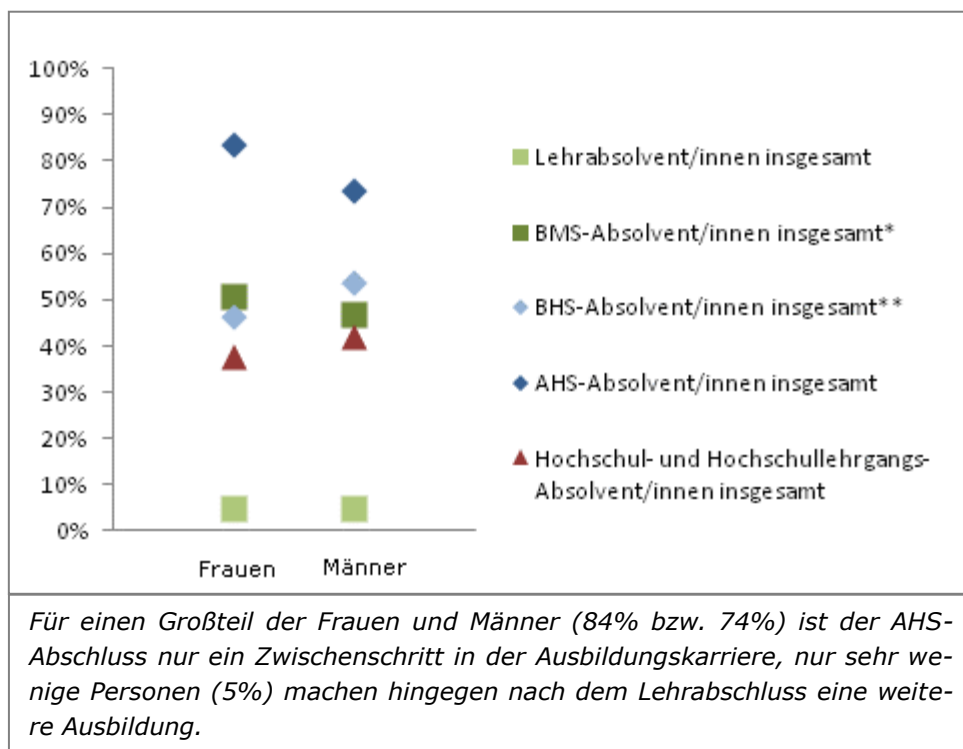 100%
90%
80%
70%
60%
50%
40%
30%
20%
10%
0%
Frauen Männer
Lehrabsolvent/innen insgesamt
BMS-Absolvent/innen insgesamt*
BHS-Absolvent/innen insgesamt**
AHS-Absolvent/innen insgesamt
Hochschul- und Hochschullehrgangs-
Absolvent/innen insgesamt
Für einen Großteil der Frauen und Männer (84% bzw. 74%) ist der AHS-
Abschluss nur ein Zwischenschritt in der Ausbildungskarriere, nur sehr we-
nige Personen (5%) machen hingegen nach dem Lehrabschluss eine weite-
re Ausbildung.